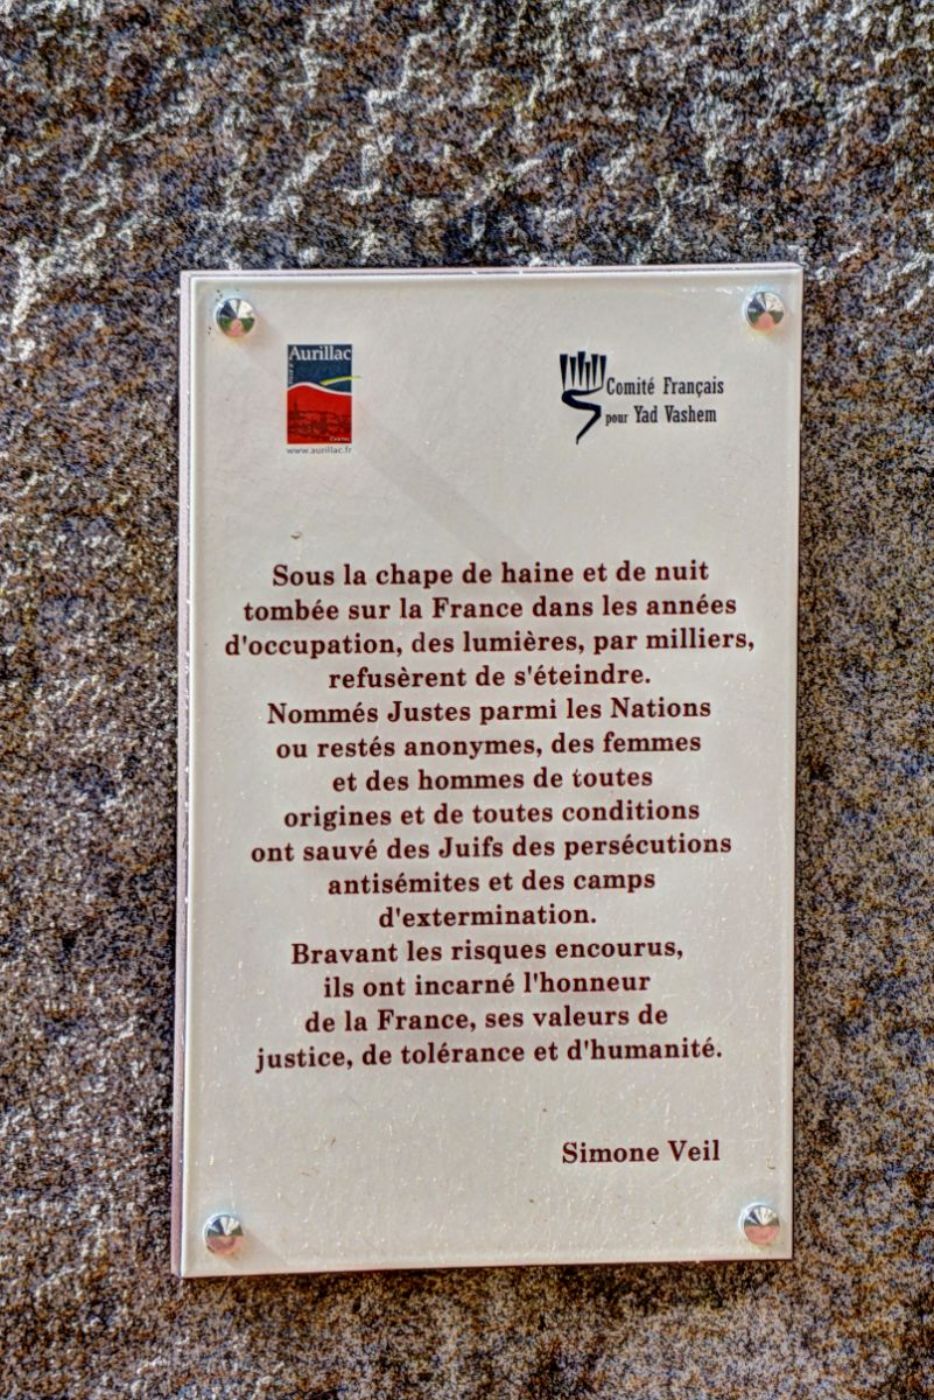 Aurillac
www.aurillac.fr
Comité Français
pour Yad Vashem
Sous la chape de haine et de nuit
tombée sur la France dans les années
d'occupation, des lumières, par milliers,
refusèrent de s'éteindre.
Nommés Justes parmi les Nations
ou restés anonymes, des femmes
et des hommes de toutes
origines et de toutes conditions
ont sauvé des Juifs des persécutions
antisémites et des camps
d'extermination.
Bravant les risques encourus,
ils ont incarné l'honneur
de la France, ses valeurs de
justice, de tolérance et d'humanité.
Simone Veil